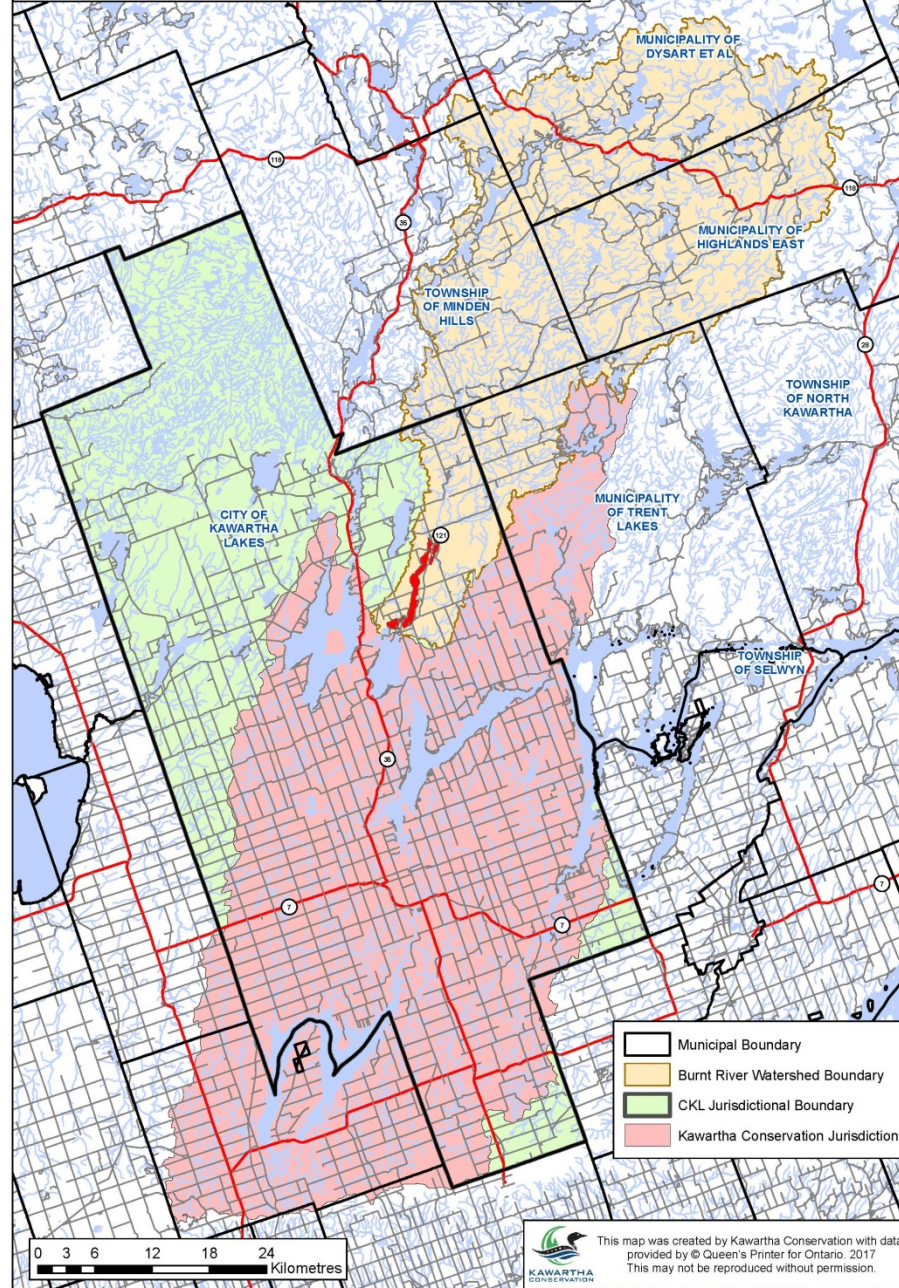 MUNICIPALITY OF
DYSART ET AL
118
35
118
MUNICIPALITY OF
HIGHLANDS EAST
TOWNSHIP
OF MINDEN
HILLS
28
TOWNSHIP
OF NORTH
KAWARTHA
CITY OF
KAWARTHA
LAKES
MUNICIPALITY
OF TRENT
LAKES
121
TOWNSHIP
OF SELWYN
35
7
7
7
Municipal Boundary
Burnt River Watershed Boundary
CKL Jurisdictional Boundary
Kawartha Conservation Jurisdiction
0 3 6 12 18 24
Kilometres
KAWARTHA
CONSERVATION
This map was created by Kawartha Conservation with data
provided by © Queen's Printer for Ontario. 2017
This may not be reproduced without permission.